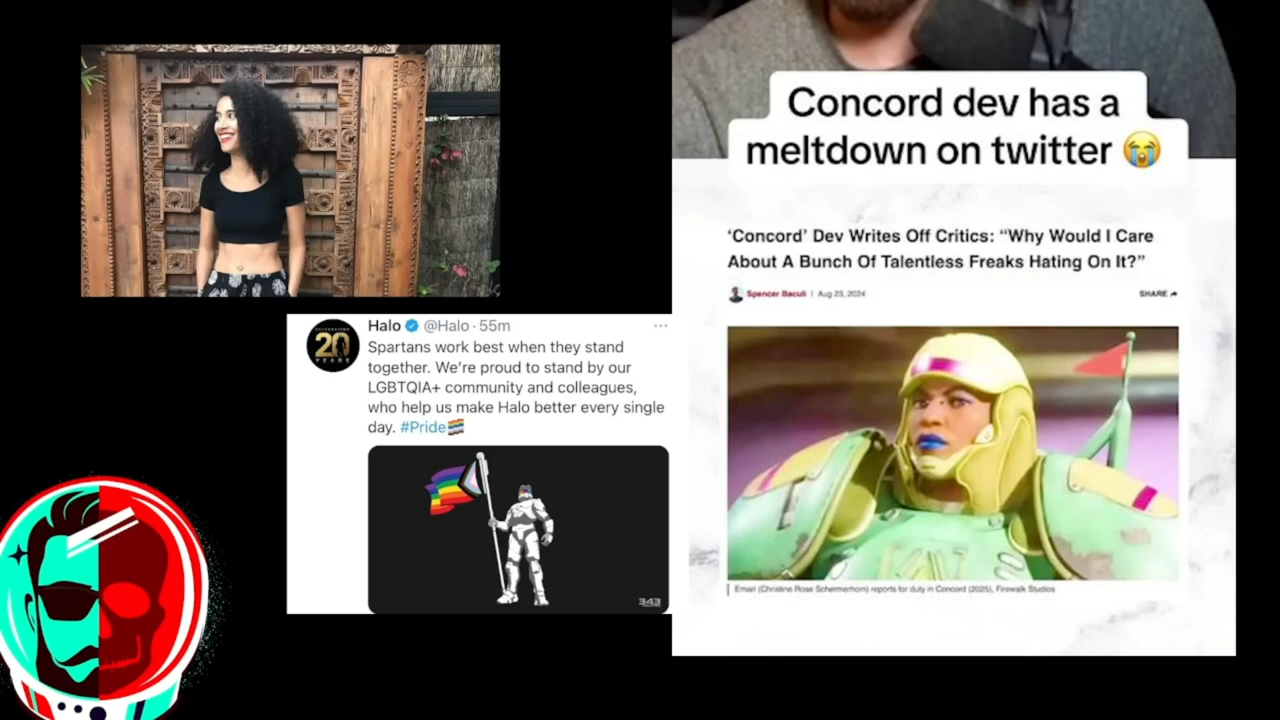 Concord dev has a
meltdown on twitter 😭
‘Concord’ Dev Writes Off Critics: “Why Would I Care
About A Bunch Of Talentless Freaks Hating On It?”
Spencer Baculi | Aug 23, 2024
SHARE
Emari (Christine Rose Schermerhorn) reports for duty in Concord (2025), Firewalk Studios
CELEBRATING
20
YEARS
Halo @Halo · 55m
Spartans work best when they stand
together. We’re proud to stand by our
LGBTQIA+ community and colleagues,
who help us make Halo better every single
day. #Pride
343